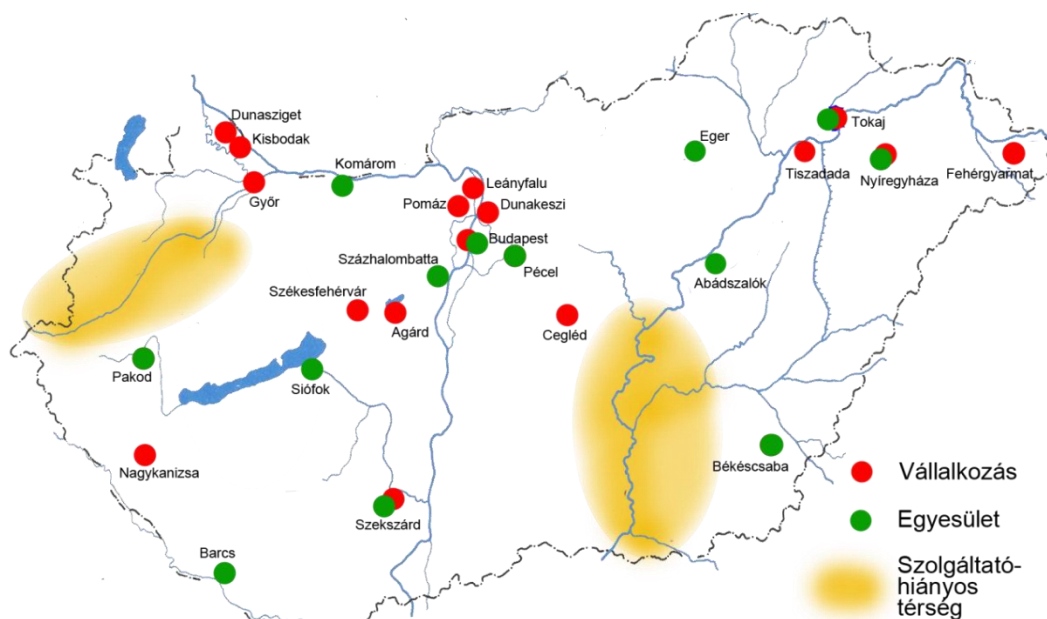 Dunasziget
Kisbodak
Győr
Komárom
Leányfalu
Pomáz
Dunakeszi
Budapest
Százhalombatta
Pécel
Székesfehérvár
Agárd
Cegléd
Eger
Tokaj
Tiszadada
Nyíregyháza
Fehérgyarmat
Abádszalók
Pakod
Siófok
Nagykanizsa
Szekszárd
Barcs
Békéscsaba
Vállalkozás
Egyesület
Szolgáltató-
hiányos
térség